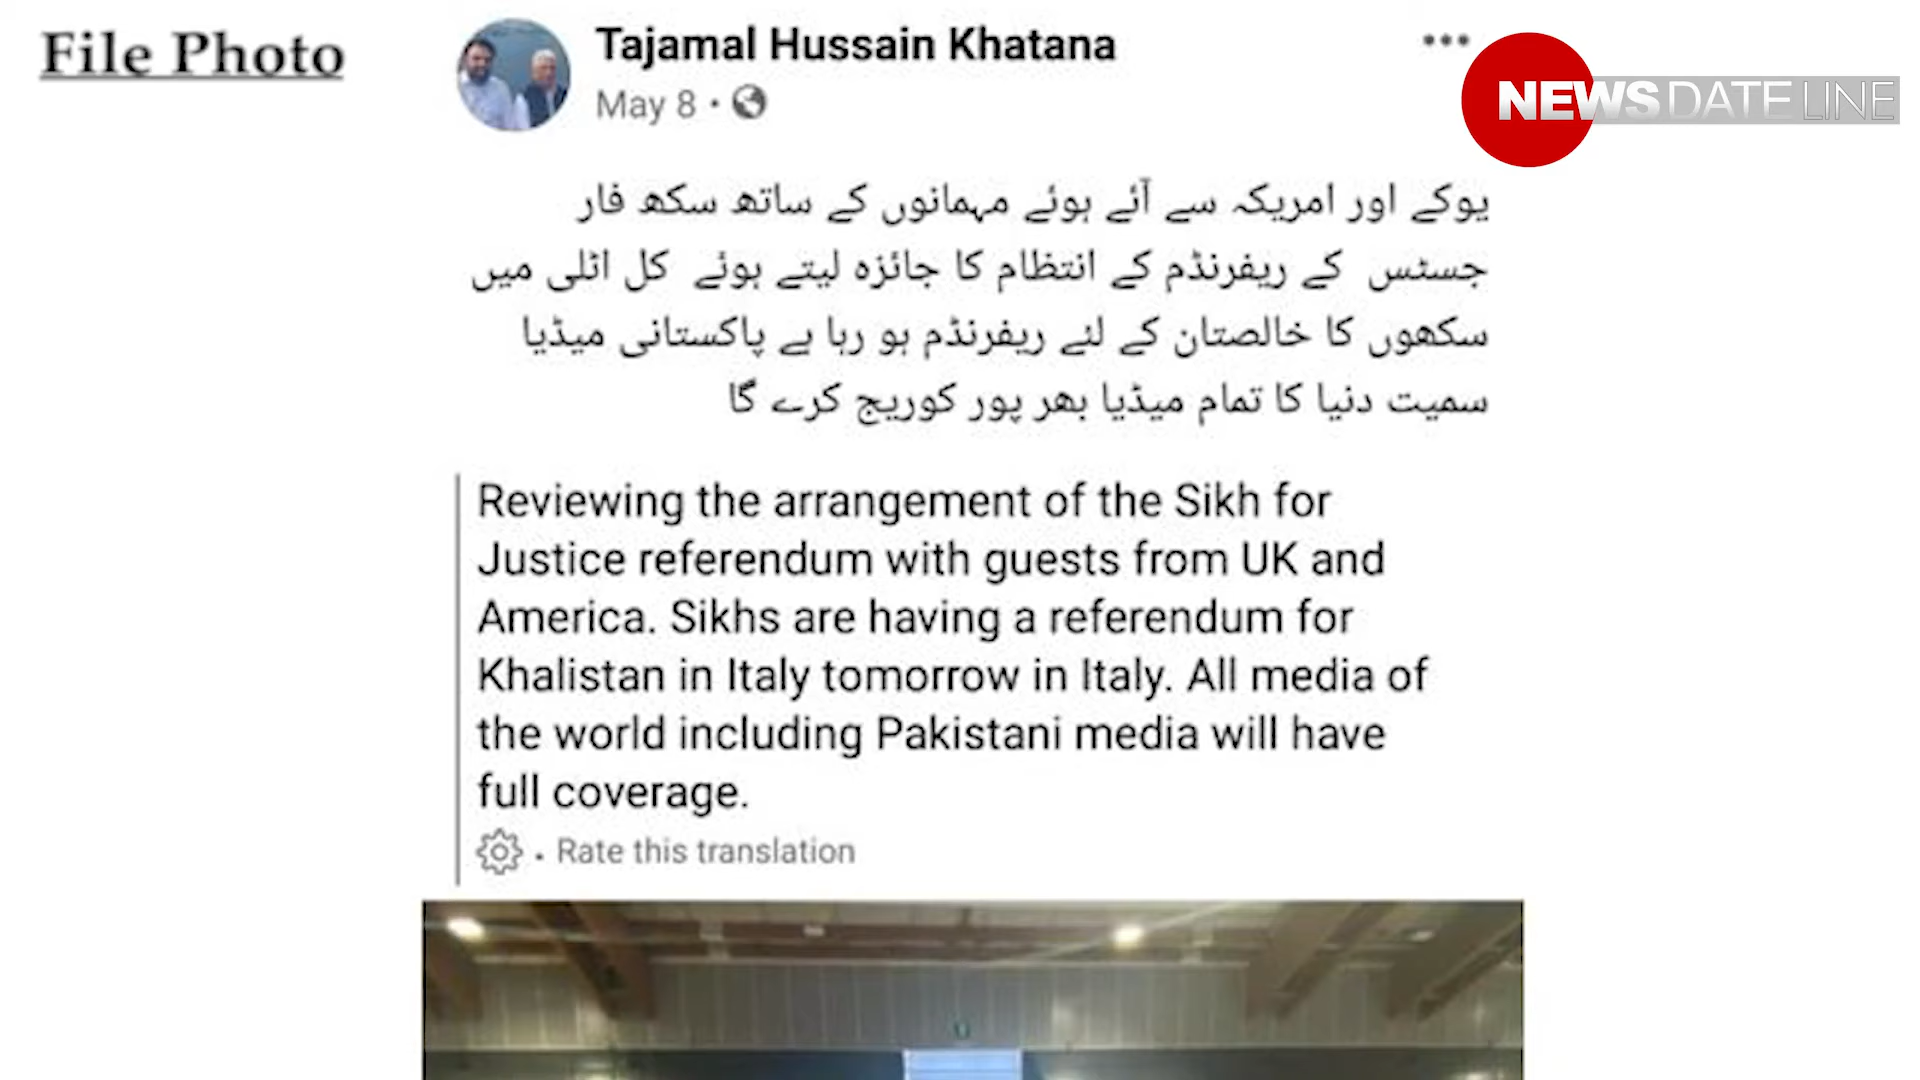 File Photo
Tajamal Hussain Khatana
May 8 ·
NEWS DATE LINE
یوکے اور امریکہ سے آئے ہوئے مہمانوں کے ساتھ سکھ فار
جسٹس کے ریفرنڈم کے انتظام کا جائزہ لیتے ہوئے کل اٹلی میں
سکھوں کا خالصتان کے لئے ریفرنڈم ہو رہا ہے پاکستانی میڈیا
سمیت دنیا کا تمام میڈیا بھر پور کوریج کرے گا
Reviewing the arrangement of the Sikh for
Justice referendum with guests from UK and
America. Sikhs are having a referendum for
Khalistan in Italy tomorrow in Italy. All media of
the world including Pakistani media will have
full coverage.
· Rate this translation